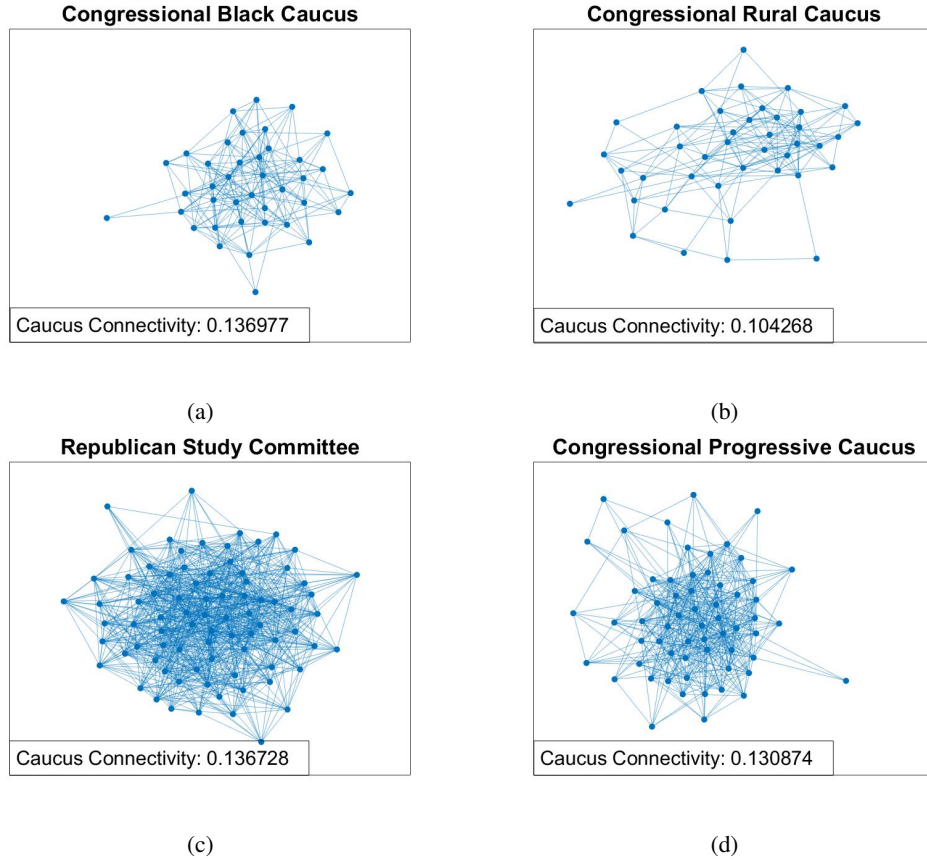 Congressional Black Caucus
Congressional Rural Caucus
Caucus Connectivity: 0.136977
Caucus Connectivity: 0.104268
(a)
(b)
Republican Study Committee
Congressional Progressive Caucus
Caucus Connectivity: 0.136728
Caucus Connectivity: 0.130874
(c)
(d)